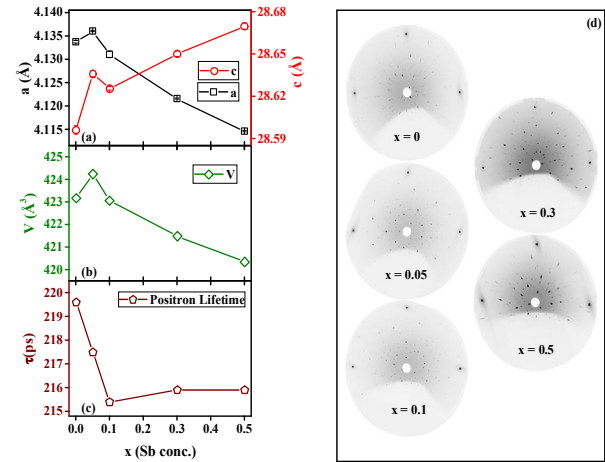 4.140
4.135
4.130
4.125
4.120
4.115
a (Å)
28.68
28.65
28.62
28.59
c (Å)
c
a
(a)
424
423
422
421
420
V (Å³)
V
(b)
220
219
218
217
216
215
τ(ps)
Positron Lifetime
(c)
0.0 0.1 0.2 0.3 0.4 0.5
x (Sb conc.)
(d)
x = 0
x = 0.3
x = 0.05
x = 0.5
x = 0.1